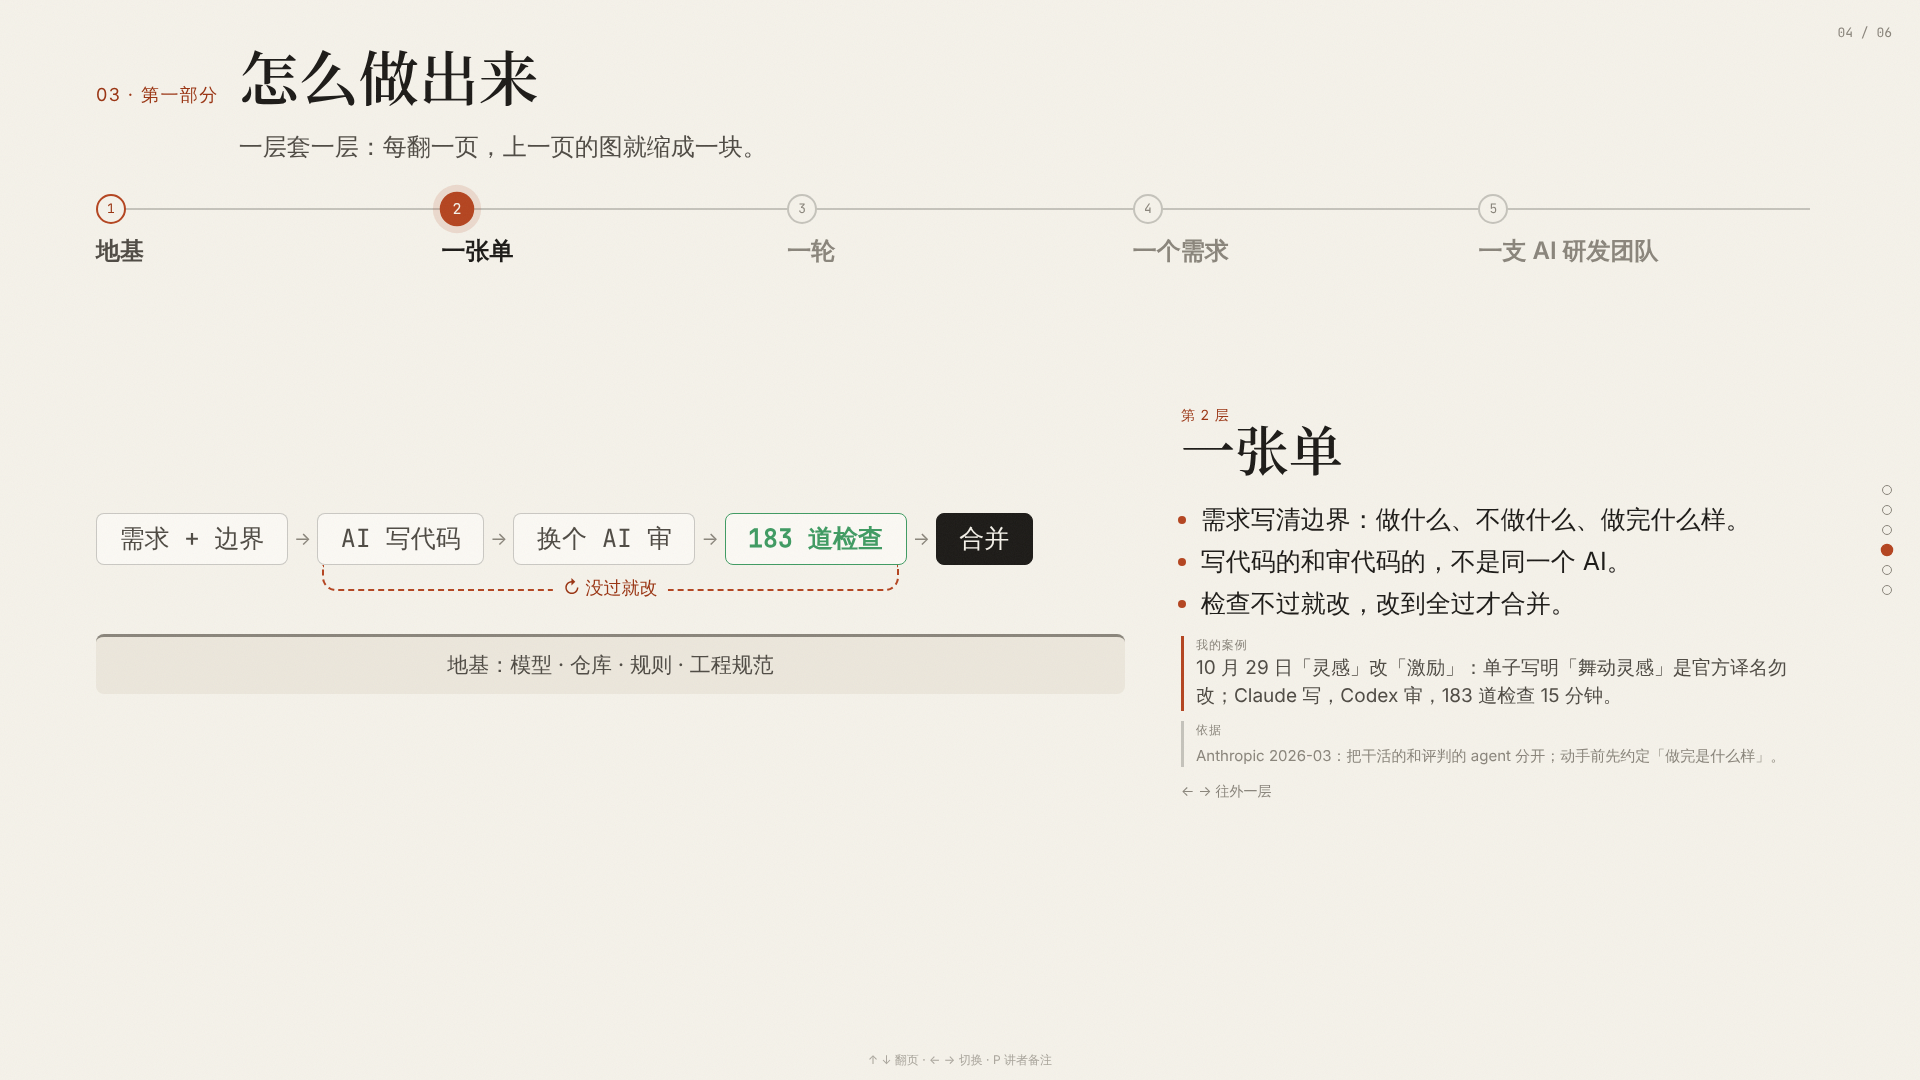 04 / 06
03 · 第一部分
怎么做出来
一层套一层：每翻一页，上一页的图就缩成一块。
1
2
3
4
5
地基
一张单
一轮
一个需求
一支 AI 研发团队
需求 + 边界
→
AI 写代码
→
换个 AI 审
→
183 道检查
→
合并
↻ 没过就改
地基：模型 · 仓库 · 规则 · 工程规范
第 2 层
一张单
需求写清边界：做什么、不做什么、做完什么样。
写代码的和审代码的，不是同一个 AI。
检查不过就改，改到全过才合并。
我的案例
10 月 29 日「灵感」改「激励」：单子写明「舞动灵感」是官方译名勿
改；Claude 写，Codex 审，183 道检查 15 分钟。
依据
Anthropic 2026-03：把干活的和评判的 agent 分开；动手前先约定「做完是什么样」。
← → 往外一层
↑ ↓ 翻页 · ← → 切换 · P 讲者备注